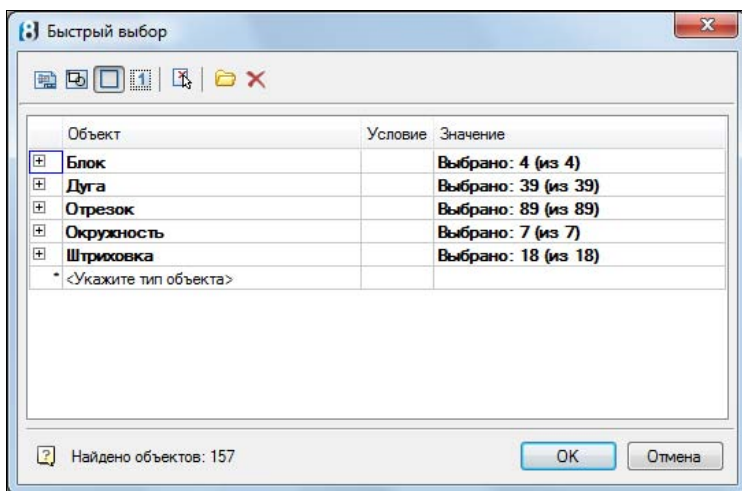 Быстрый выбор
1
Объект Условие Значение
Блок Выбрано: 4 (из 4)
Дуга Выбрано: 39 (из 39)
Отрезок Выбрано: 89 (из 89)
Окружность Выбрано: 7 (из 7)
Штриховка Выбрано: 18 (из 18)
* <Укажите тип объекта>
? Найдено объектов: 157 OK Отмена